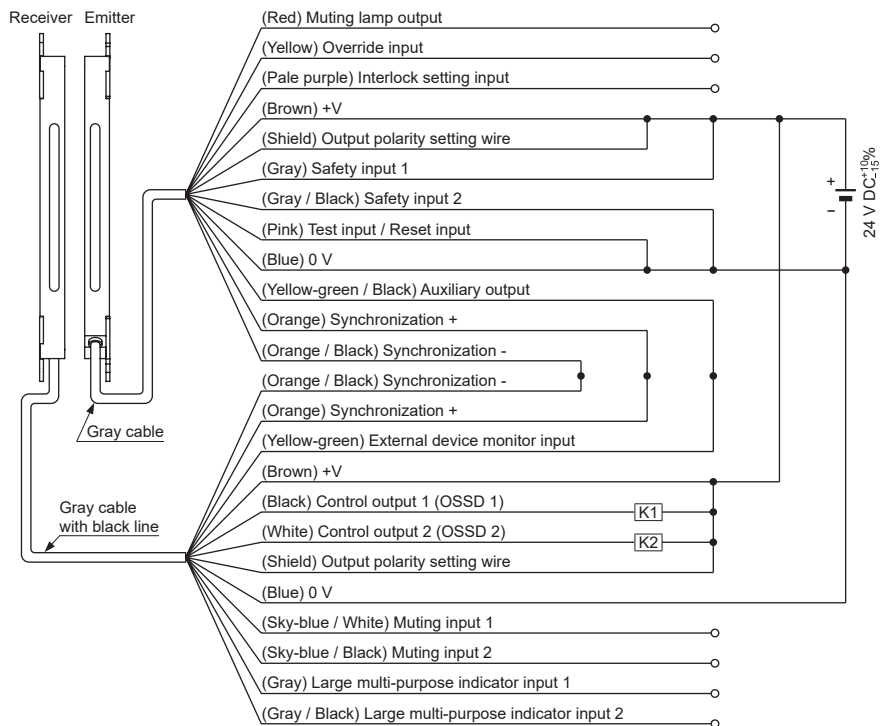 Receiver Emitter
(Red) Muting lamp output
(Yellow) Override input
(Pale purple) Interlock setting input
(Brown) +V
(Shield) Output polarity setting wire
(Gray) Safety input 1
(Gray / Black) Safety input 2
(Pink) Test input / Reset input
(Blue) 0 V
(Yellow-green / Black) Auxiliary output
(Orange) Synchronization +
(Orange / Black) Synchronization -
(Orange / Black) Synchronization -
(Orange) Synchronization +
(Yellow-green) External device monitor input
(Brown) +V
(Black) Control output 1 (OSSD 1)
(White) Control output 2 (OSSD 2)
(Shield) Output polarity setting wire
(Blue) 0 V
(Sky-blue / White) Muting input 1
(Sky-blue / Black) Muting input 2
(Gray) Large multi-purpose indicator input 1
(Gray / Black) Large multi-purpose indicator input 2
Gray cable
Gray cable
with black line
K1
K2
+
−
24 V DC +10 −15 %